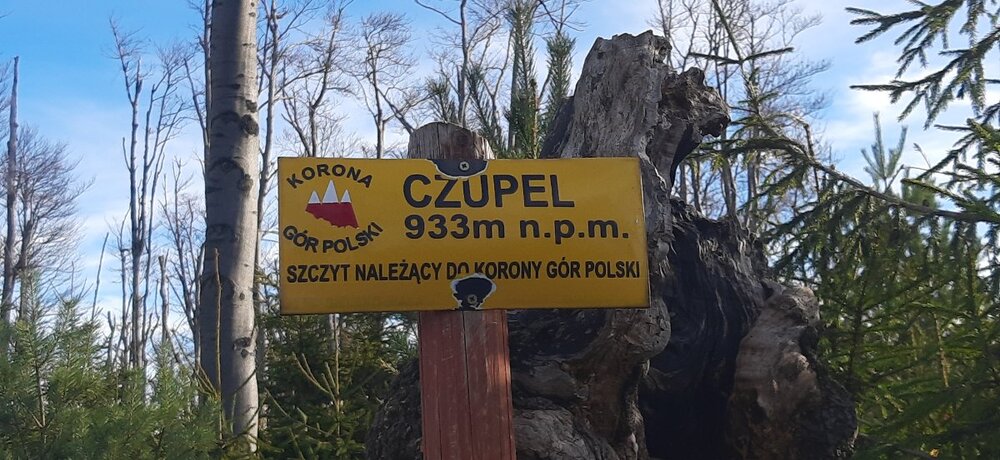 KORONA
GÓR POLSKI
CZUPEL
933m n.p.m.
SZCZYT NALEŻĄCY DO KORONY GÓR POLSKI